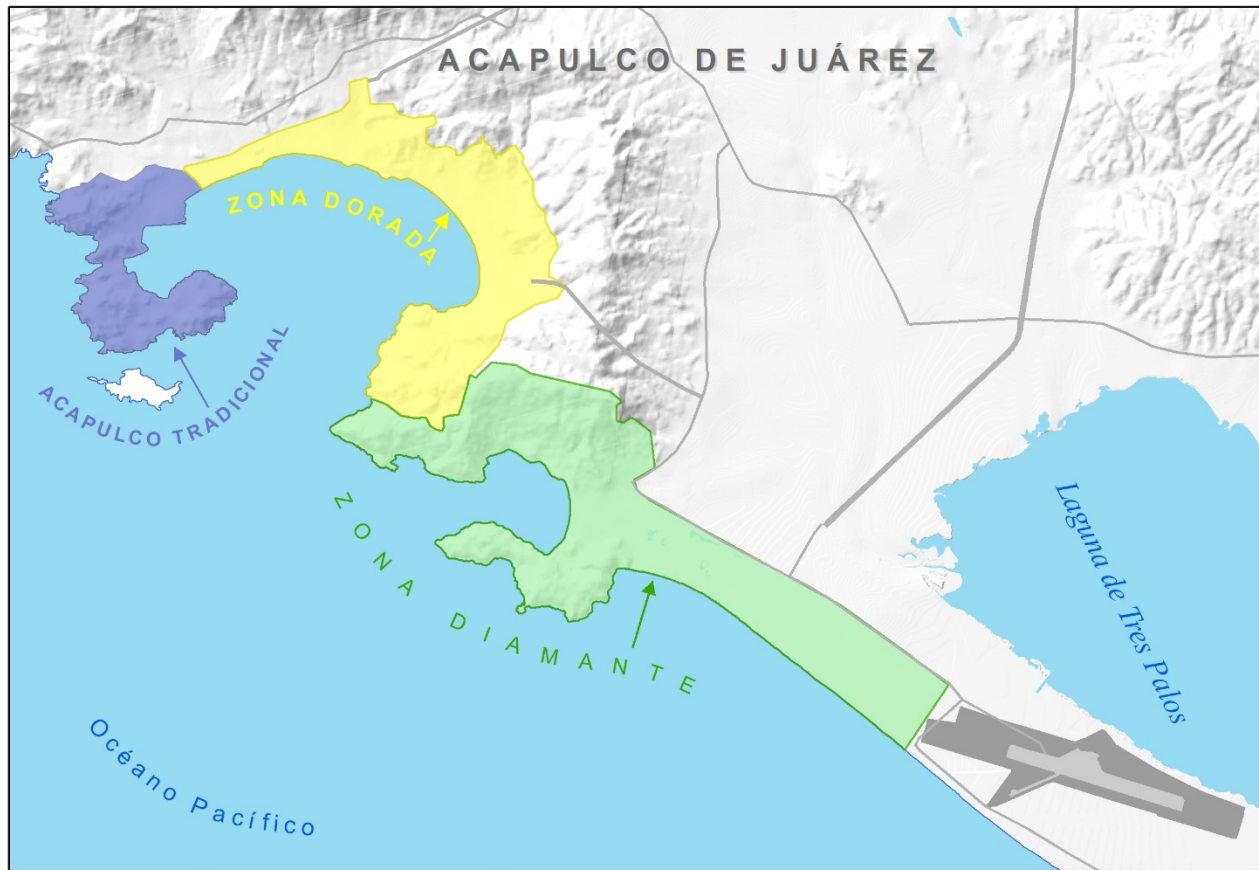 ACAPULCO DE JUÁREZ
ZONA DORADA
ACAPULCO TRADICIONAL
ZONA DIAMANTE
Laguna de Tres Palos
Océano Pacífico